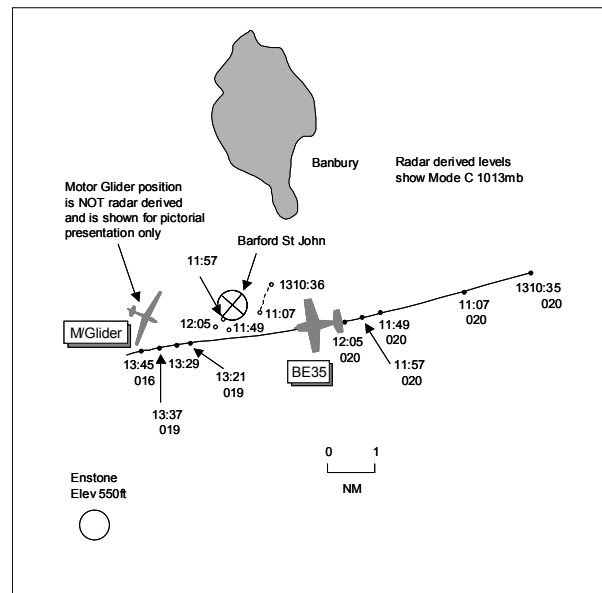 Banbury
Radar derived levels
show Mode C 1013mb
Motor Glider position
is NOT radar derived
and is shown for pictorial
presentation only
Barford St John
11:57
1310:36
1310:35
020
11:07
11:07
020
12:05
11:49
11:49
020
M/Glider
12:05
020
11:57
020
BE35
13:45
016
13:29
13:21
019
13:37
019
0 1
NM
Enstone
Elev 550ft